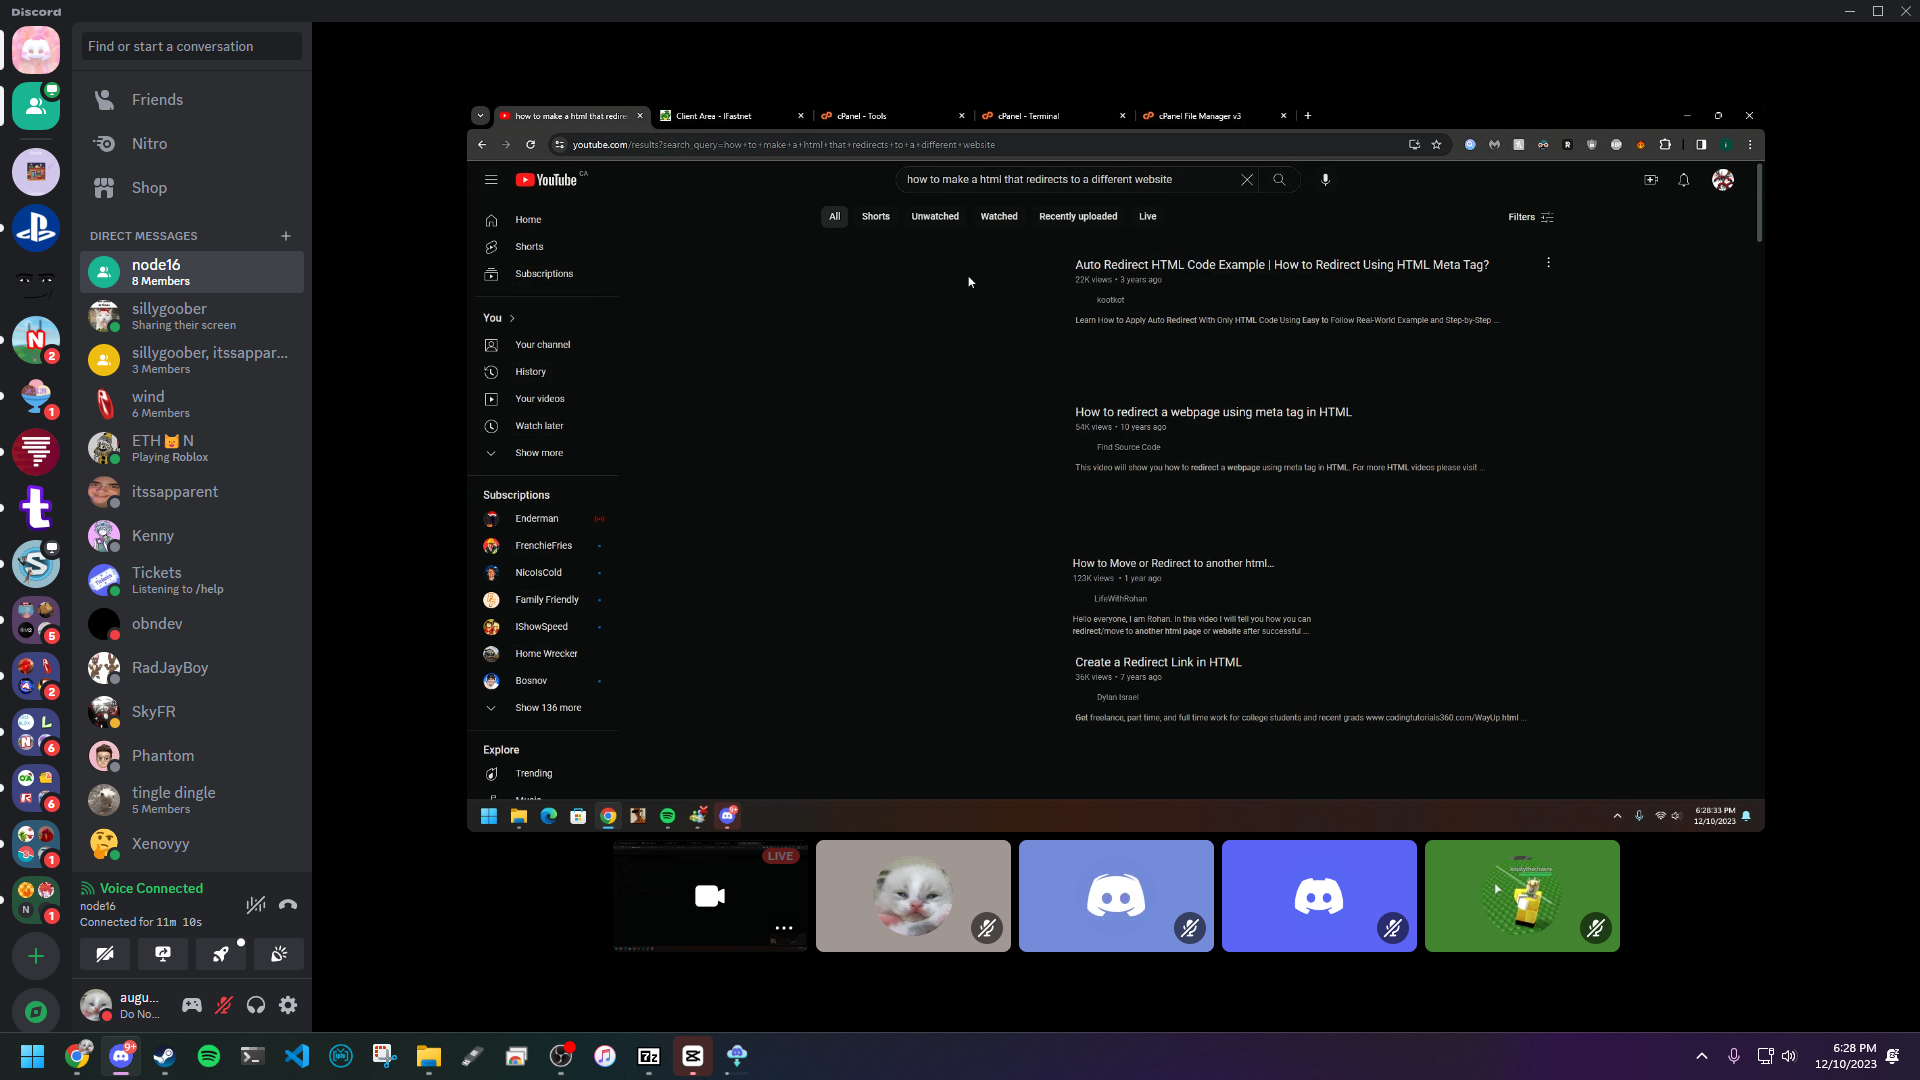 Discord
Find or start a conversation
Friends
Nitro
Shop
DIRECT MESSAGES
node16
8 Members
sillygoober
Sharing their screen
sillygoober, itssappar...
3 Members
wind
6 Members
ETH N
Playing Roblox
itssapparent
Kenny
Tickets
Listening to /help
obndev
RadJayBoy
SkyFR
Phantom
tingle dingle
5 Members
Xenovyy
Voice Connected
node16
Connected for 11m 10s
augu...
Do No...
2
1
5
2
6
6
1
1
how to make a html that redire
Client Area - iFastnet
cPanel - Tools
cPanel - Terminal
cPanel File Manager v3
youtube.com/results?search_query=how+to+make+a+html+that+redirects+to+a+different+website
YouTube CA
how to make a html that redirects to a different website
All
Shorts
Unwatched
Watched
Recently uploaded
Live
Filters
Home
Shorts
Subscriptions
You
Your channel
History
Your videos
Watch later
Show more
Subscriptions
Enderman
FrenchieFries
NicoIsCold
Family Friendly
IShowSpeed
Home Wrecker
Bosnov
Show 136 more
Explore
Trending
Music
Auto Redirect HTML Code Example | How to Redirect Using HTML Meta Tag?
22K views • 3 years ago
kootkot
Learn How to Apply Auto Redirect With Only HTML Code Using Easy to Follow Real-World Example and Step-by-Step ...
How to redirect a webpage using meta tag in HTML
54K views • 10 years ago
Find Source Code
This video will show you how to redirect a webpage using meta tag in HTML. For more HTML videos please visit ...
How to Move or Redirect to another html...
123K views • 1 year ago
LifeWithRohan
Hello everyone, I am Rohan. In this video I will tell you how you can
redirect/move to another html page or website after successful ...
Create a Redirect Link in HTML
36K views • 7 years ago
Dylan Israel
Get freelance, part time, and full time work for college students and recent grads www.codingtutorials360.com/WayUp.html ...
9+
6:28:33 PM
12/10/2023
LIVE
9+
6:28 PM
12/10/2023